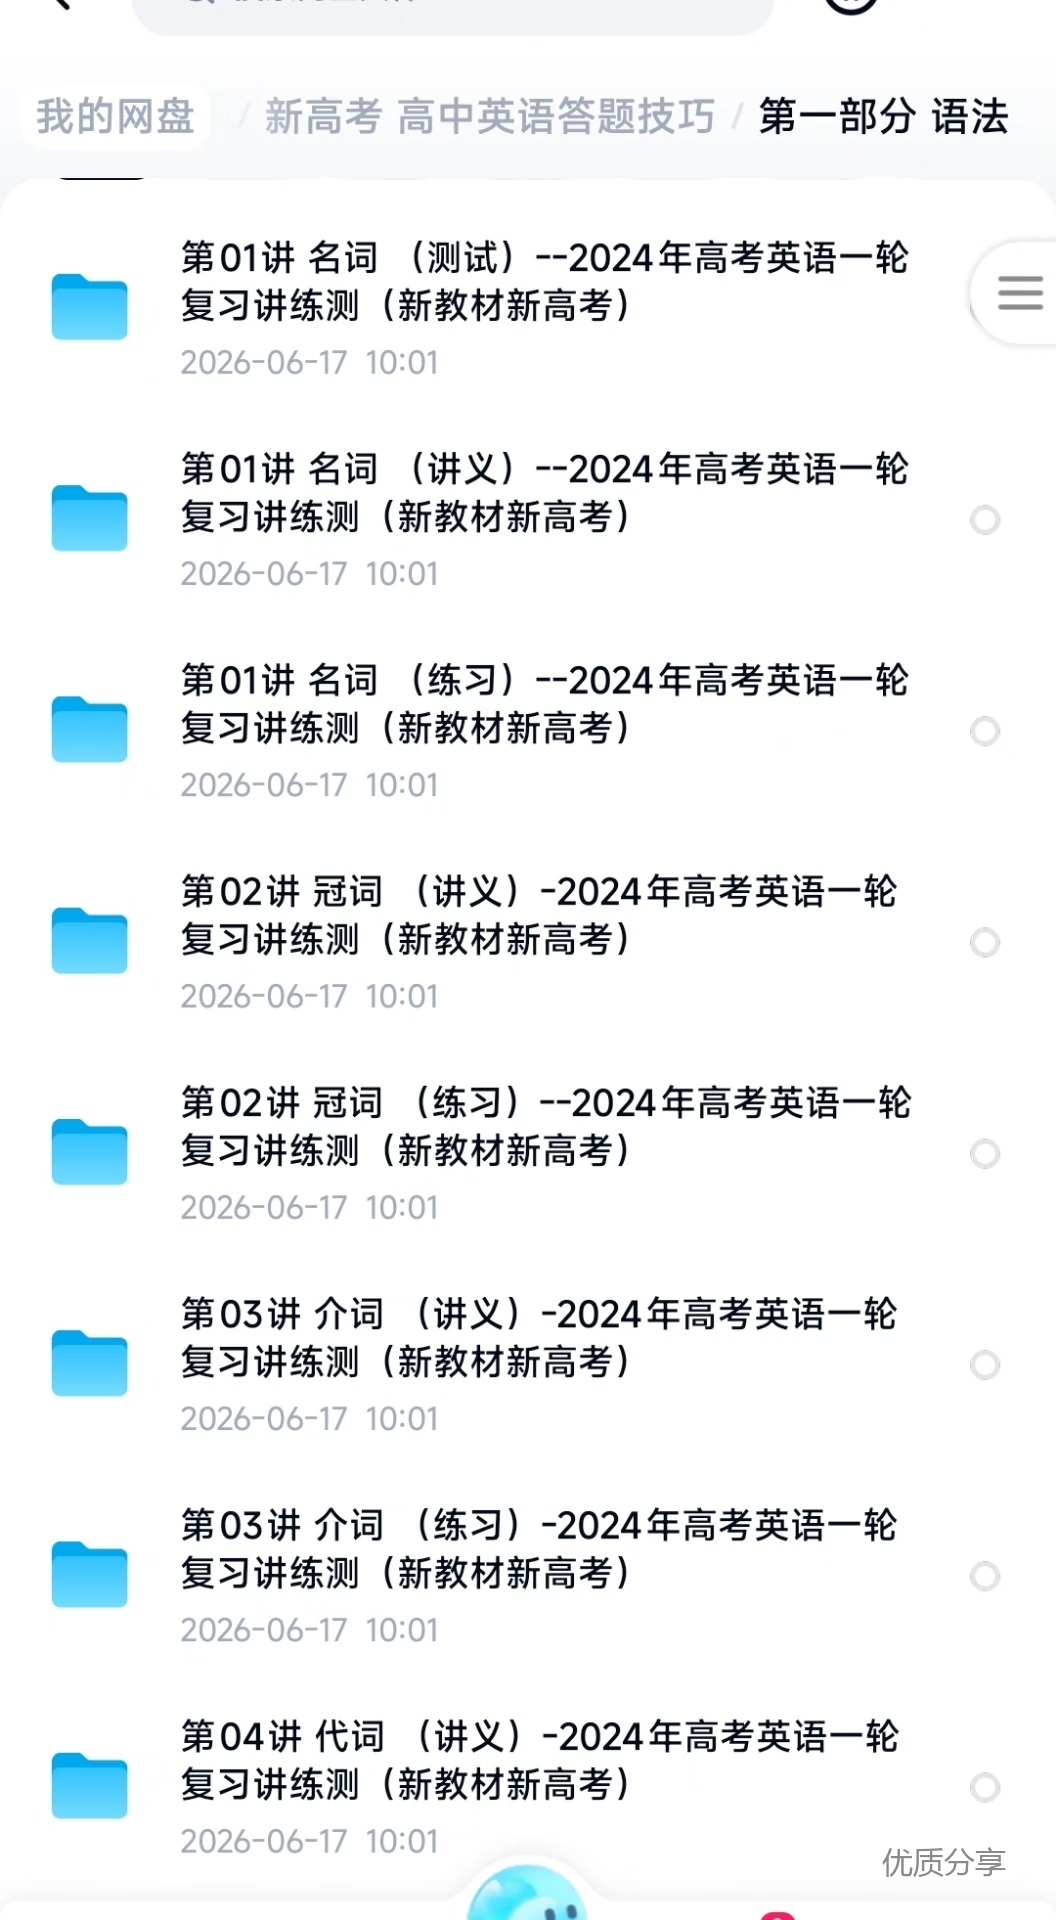 我的网盘 / 新高考 高中英语答题技巧 / 第一部分 语法
第01讲 名词 （测试）--2024年高考英语一轮
复习讲练测（新教材新高考）
2026-06-17 10:01
第01讲 名词 （讲义）--2024年高考英语一轮
复习讲练测（新教材新高考）
2026-06-17 10:01
第01讲 名词 （练习）--2024年高考英语一轮
复习讲练测（新教材新高考）
2026-06-17 10:01
第02讲 冠词 （讲义）-2024年高考英语一轮
复习讲练测（新教材新高考）
2026-06-17 10:01
第02讲 冠词 （练习）--2024年高考英语一轮
复习讲练测（新教材新高考）
2026-06-17 10:01
第03讲 介词 （讲义）-2024年高考英语一轮
复习讲练测（新教材新高考）
2026-06-17 10:01
第03讲 介词 （练习）-2024年高考英语一轮
复习讲练测（新教材新高考）
2026-06-17 10:01
第04讲 代词 （讲义）-2024年高考英语一轮
复习讲练测（新教材新高考）
2026-06-17 10:01
优质分享